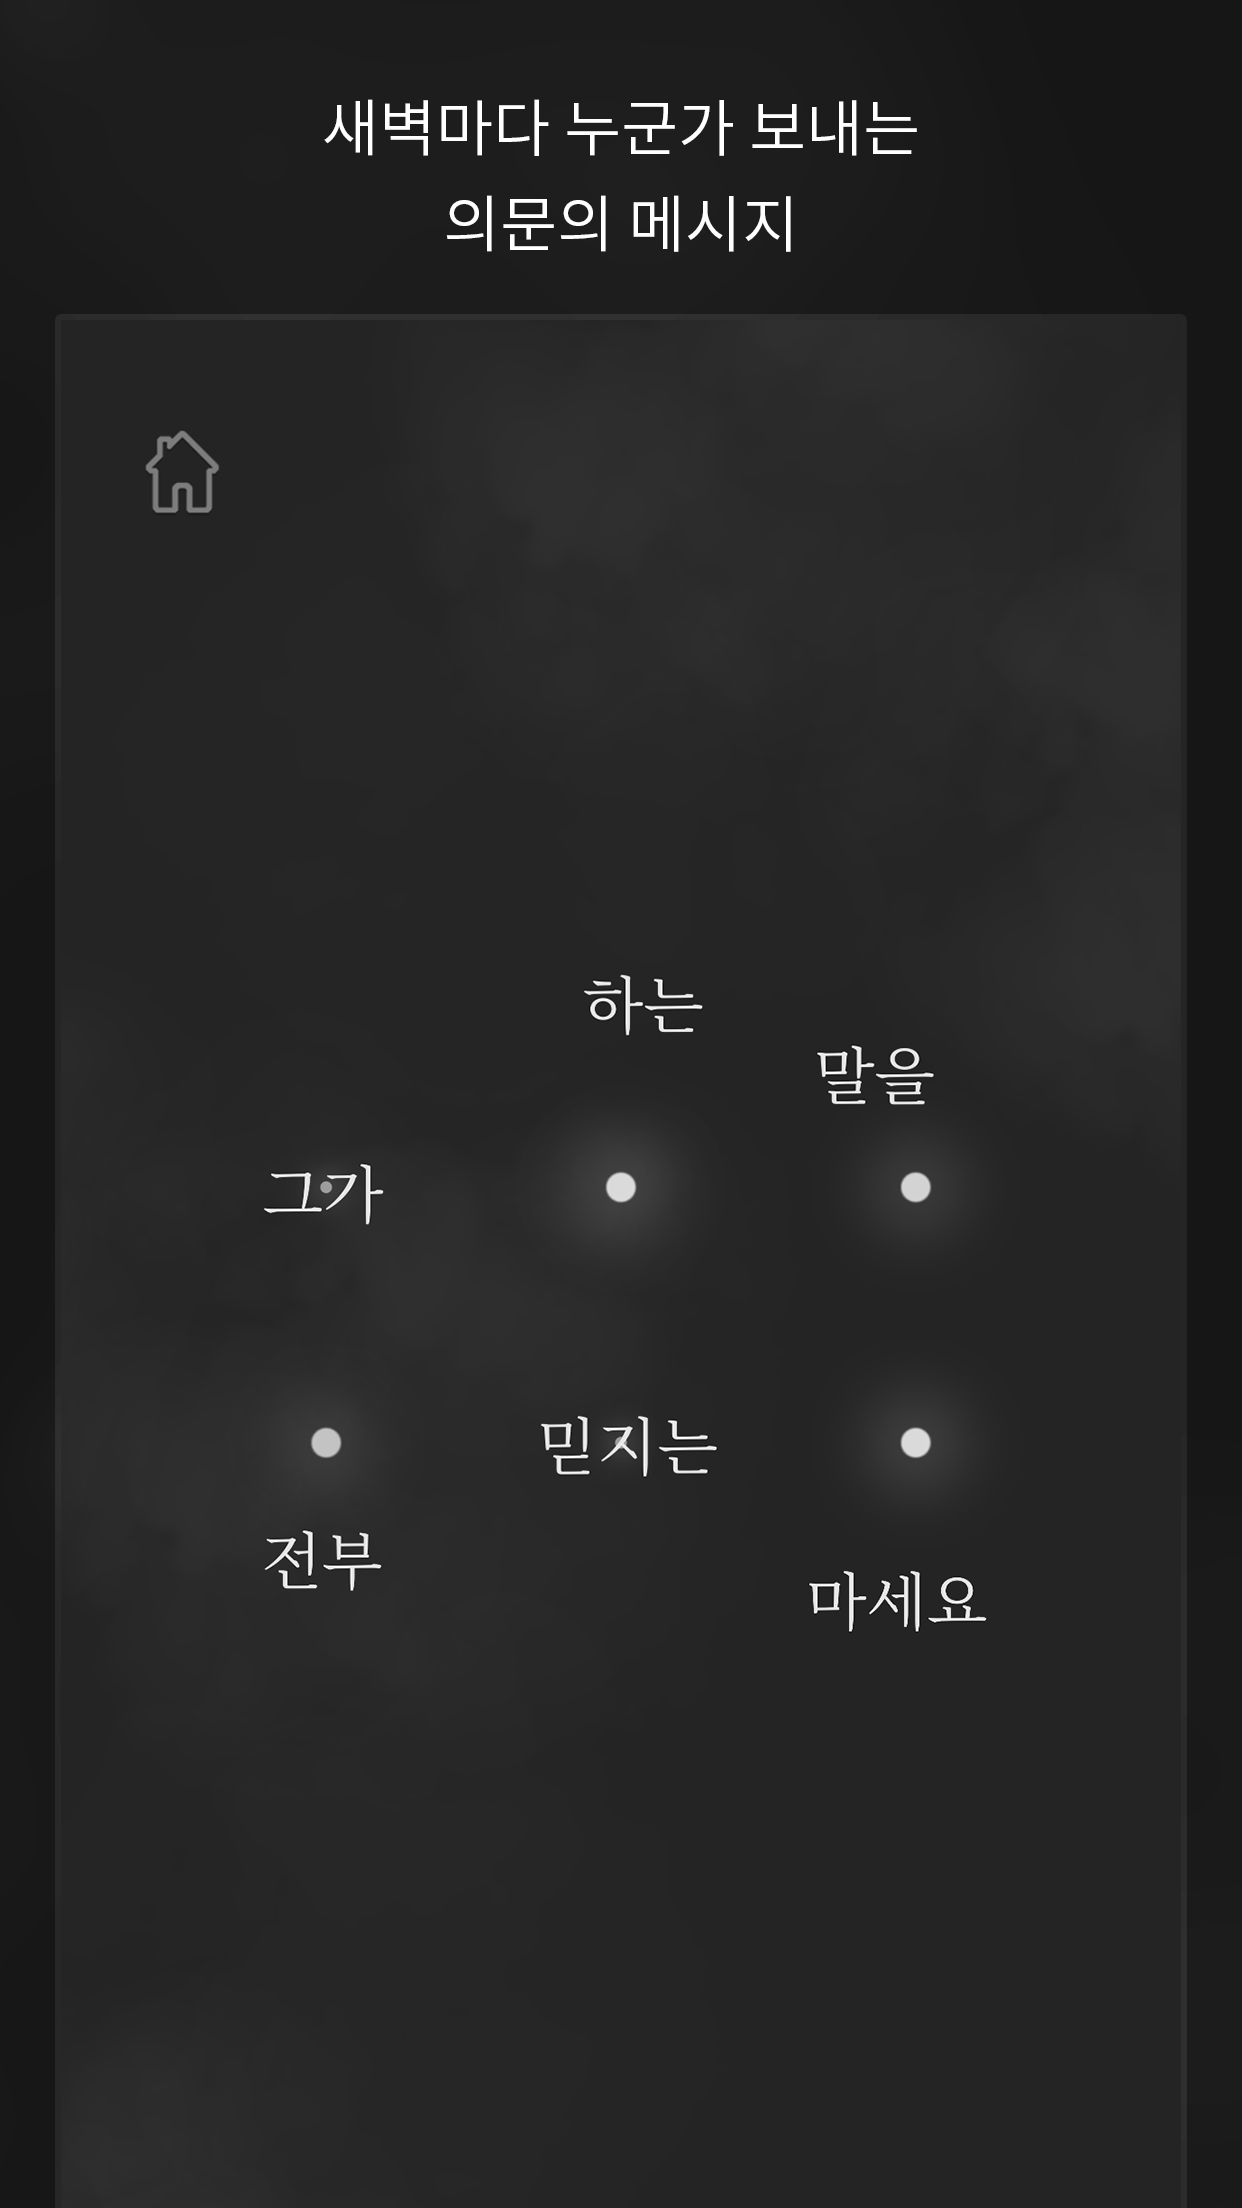 새벽마다 누군가 보내는
의문의 메시지
하는
말을
그가
믿지는
전부
마세요